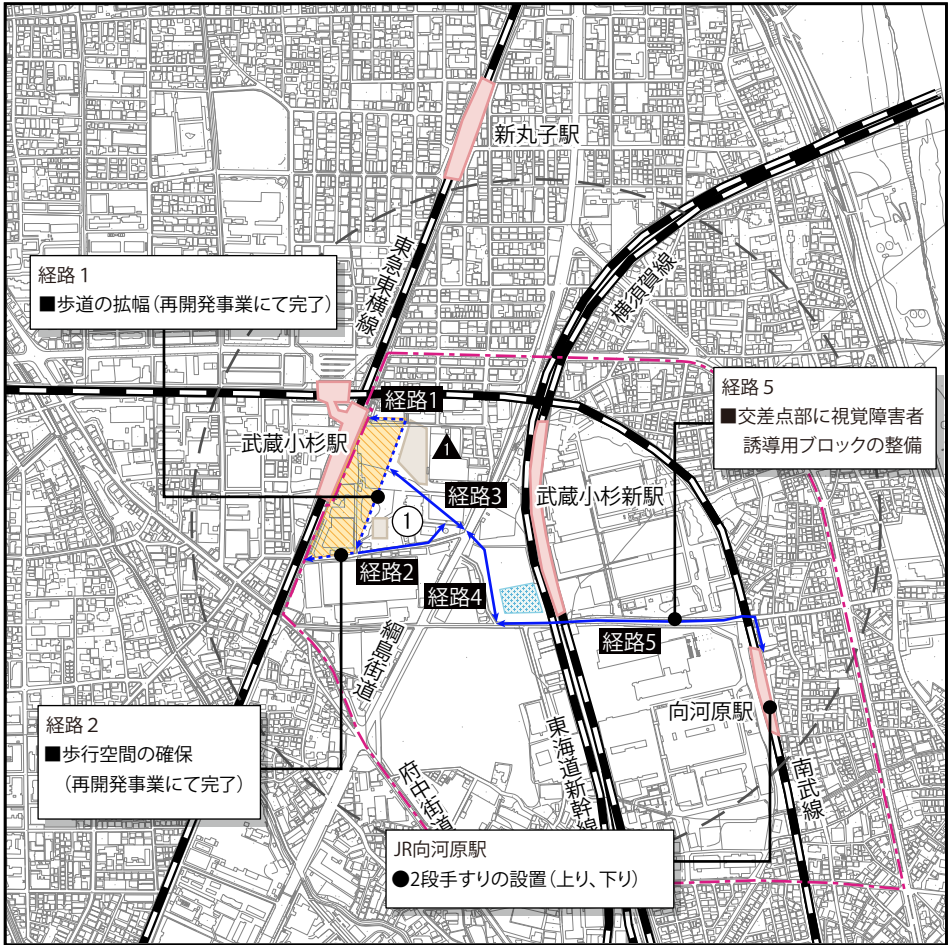 新丸子駅
東急東横線
横須賀線
経路1
■歩道の拡幅(再開発事業にて完了)
経路5
■交差点部に視覚障害者
誘導用ブロックの整備
経路1
武蔵小杉駅
1
経路3
武蔵小杉新駅
①
経路2
経路4
経路5
綱島街道
向河原駅
経路2
■歩行空間の確保
(再開発事業にて完了)
東海道新幹線
南武線
府中街道
JR向河原駅
●2段手すりの設置(上り、下り)